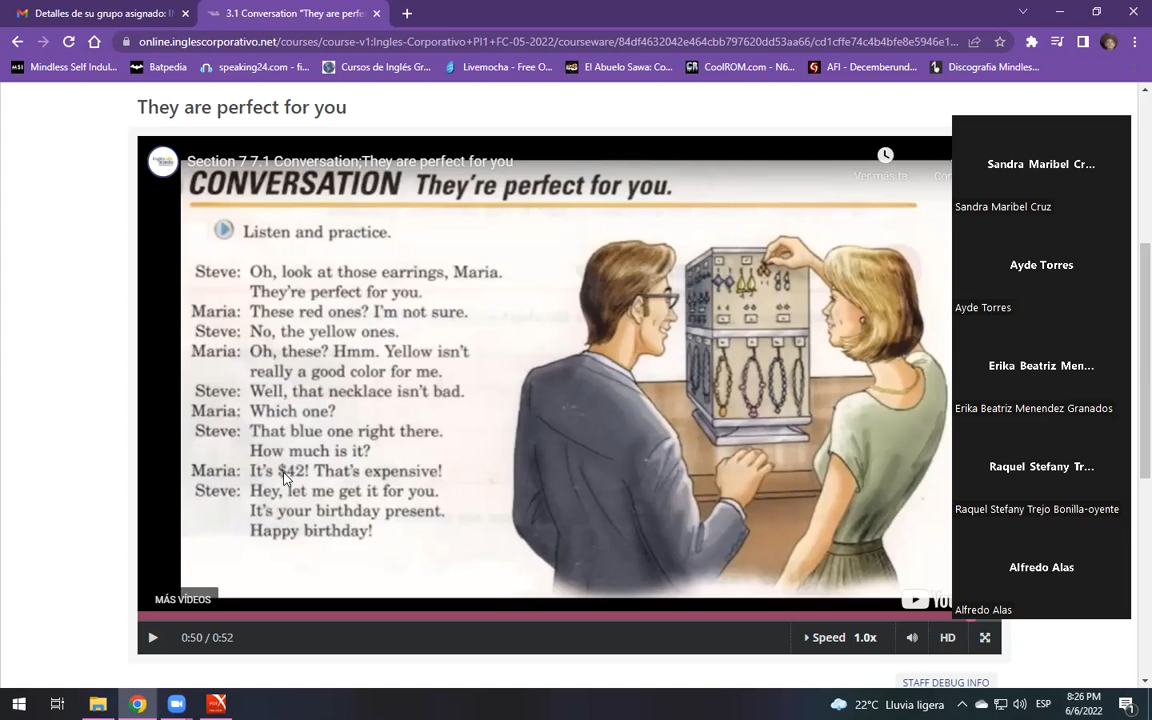 Detalles de su grupo asignado: II
3.1 Conversation "They are perfe
online.inglescorporativo.net/courses/course-v1:Ingles-Corporativo+PI1+FC-05-2022/courseware/84df4632042e464cbb797620dd53aa66/cd1cffe74c4b4bfe8e5946e1...
Mindless Self Indul...
Batpedia
speaking24.com - fi...
Cursos de Inglés Gr...
Livemocha - Free O...
El Abuelo Sawa: Co...
CoolROM.com - N6...
AFI - Decemberund...
Discografia Mindles...
They are perfect for you
Section 7 7.1 Conversation;They are perfect for you
Ver más ta
CONVERSATION They're perfect for you.
Listen and practice.
Steve: Oh, look at those earrings, Maria.
They're perfect for you.
Maria: These red ones? I'm not sure.
Steve: No, the yellow ones.
Maria: Oh, these? Hmm. Yellow isn't
really a good color for me.
Steve: Well, that necklace isn't bad.
Maria: Which one?
Steve: That blue one right there.
How much is it?
Maria: It's $42! That's expensive!
Steve: Hey, let me get it for you.
It's your birthday present.
Happy birthday!
MÁS VÍDEOS
You
0:50 / 0:52
Speed 1.0x
HD
STAFF DEBUG INFO
Sandra Maribel Cr...
Sandra Maribel Cruz
Ayde Torres
Ayde Torres
Erika Beatriz Men...
Erika Beatriz Menendez Granados
Raquel Stefany Tr...
Raquel Stefany Trejo Bonilla-oyente
Alfredo Alas
Alfredo Alas
22°C Lluvia ligera
ESP
8:26 PM
6/6/2022
1